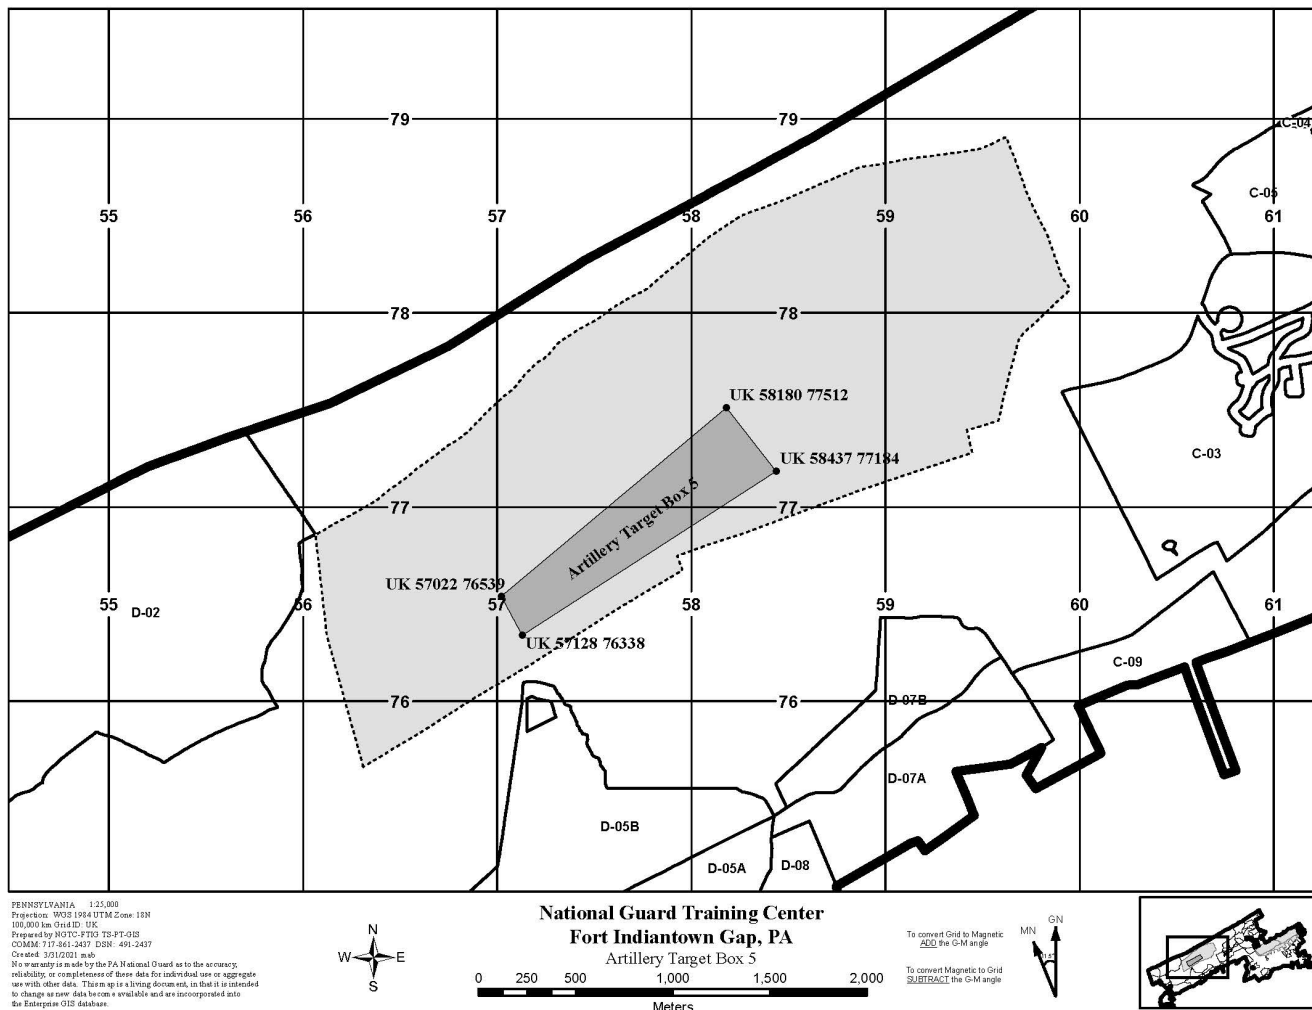 79
79
C-04
C-05
55
56
57
58
59
60
61
78
78
UK 58180 77512
UK 58437 77184
C-03
77
77
Artillery Target Box 5
UK 57022 76539
55
56
57
58
59
60
61
D-02
UK 57128 76338
C-09
76
76
D-07B
D-07A
D-05B
D-05A
D-08
PENNSYLVANIA 1:25,000
Projection: WGS 1984 UTM Zone: 18N
100,000 km Grid ID: UK
Prepared by NGTC-FTIG TS-PT-GIS
COMM: 717-861-2437 DSN: 491-2437
Created: 3/31/2021 mab
No warranty is made by the PA National Guard as to the accuracy,
reliability, or completeness of these data for individual use or aggregate
use with other data. This map is a living document, in that it is intended
to change as new data become available and are incoorporated into
the Enterprise GIS database.
N
W
E
S
National Guard Training Center
Fort Indiantown Gap, PA
Artillery Target Box 5
0 250 500 1,000 1,500 2,000
Meters
To convert Grid to Magnetic
ADD the G-M angle
To convert Magnetic to Grid
SUBTRACT the G-M angle
MN
GN